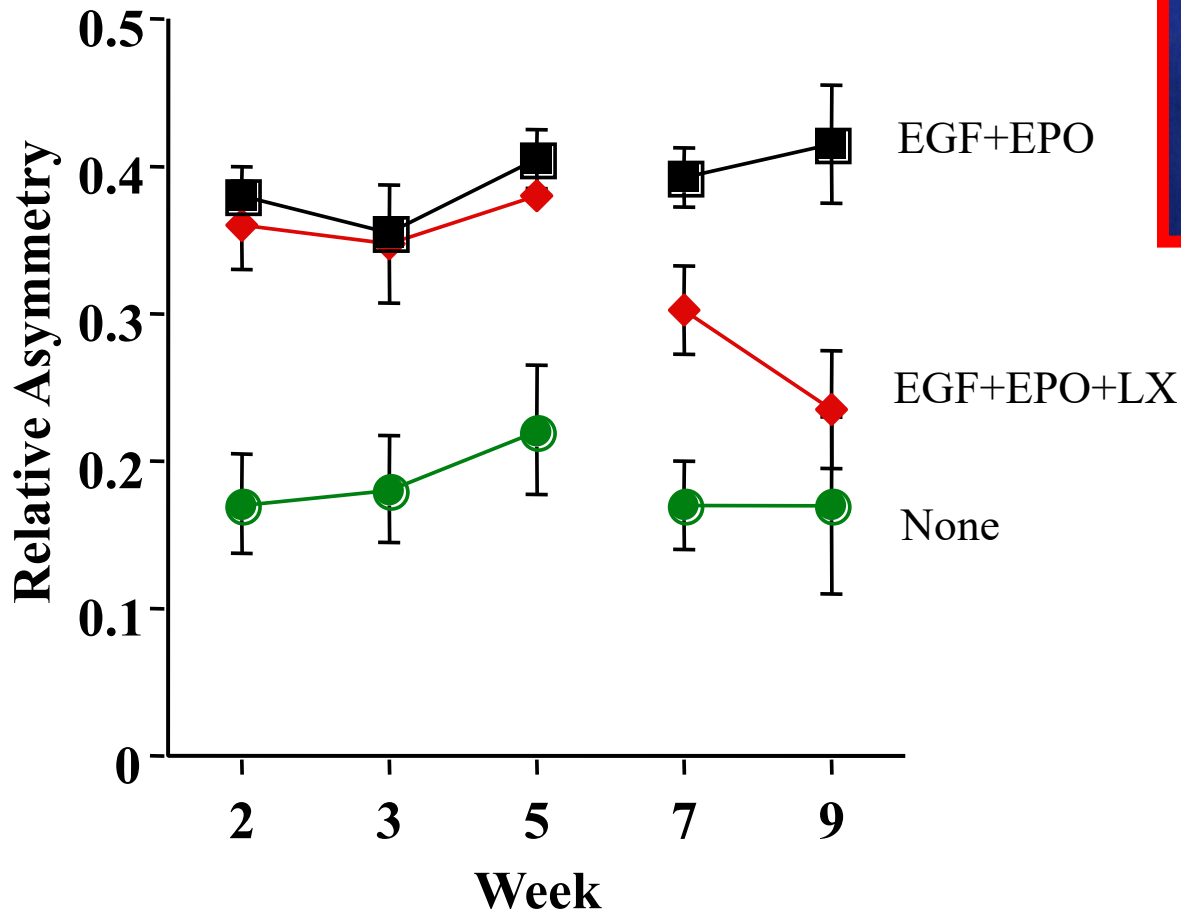 0.5
0.4
0.3
0.2
0.1
0
Relative Asymmetry
EGF+EPO
EGF+EPO+LX
None
2 3 5 7 9
Week